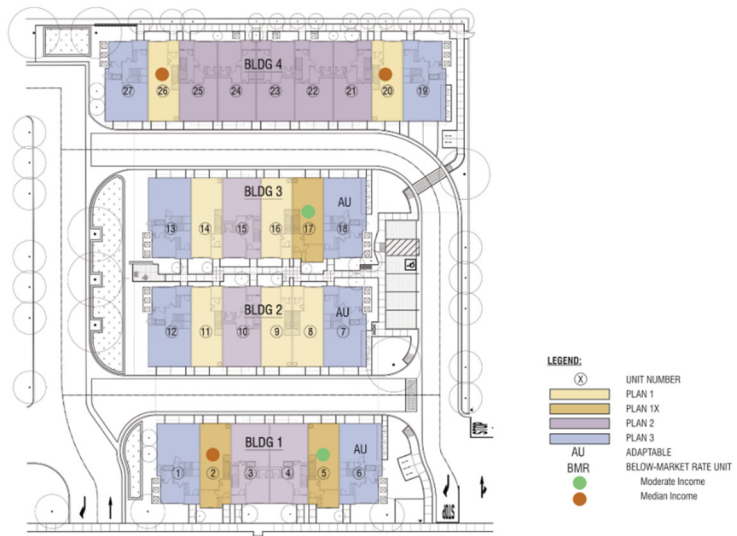 BLDG 4
27 26 25 24 23 22 21 20 19
BLDG 3
AU
13 14 15 16 17 18
BLDG 2
AU
12 11 10 9 8 7
BLDG 1
AU
1 2 3 4 5 6
STOP
LEGEND:
X UNIT NUMBER
PLAN 1
PLAN 1X
PLAN 2
PLAN 3
AU ADAPTABLE
BMR BELOW-MARKET RATE UNIT
Moderate Income
Median Income